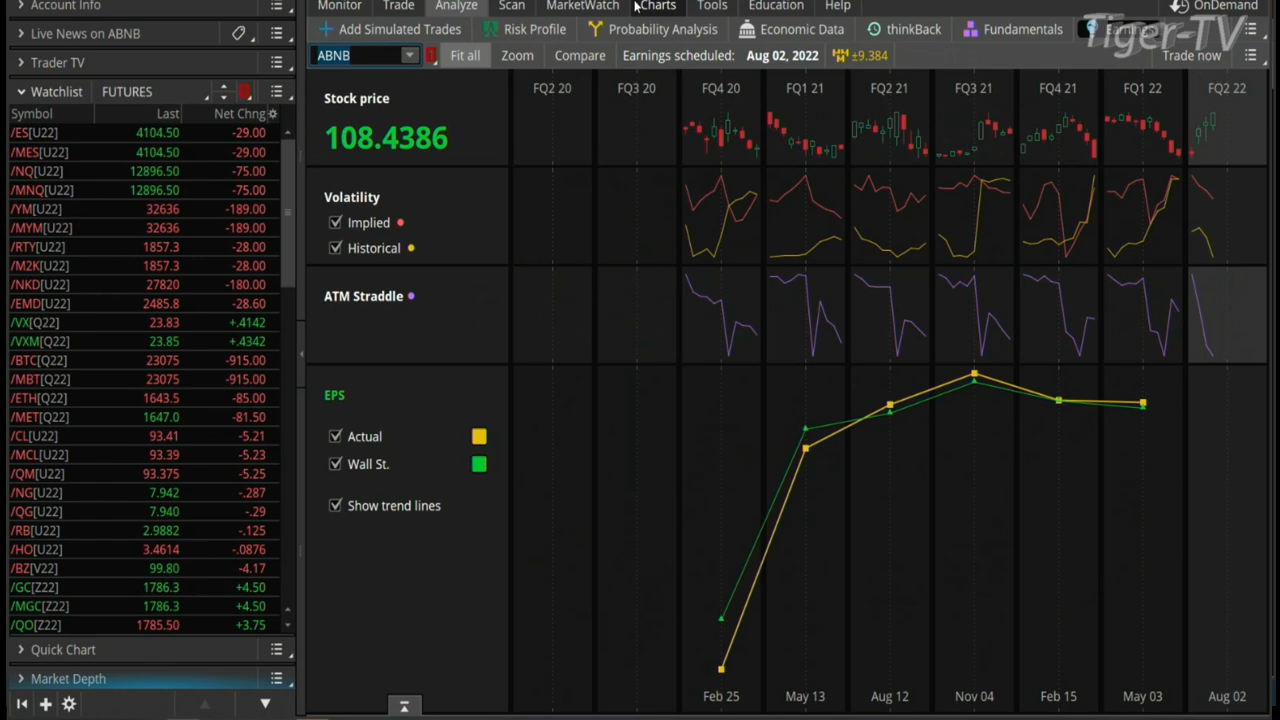 Account Info
Monitor Trade Analyze Scan MarketWatch Charts Tools Education Help OnDemand
Live News on ABNB
Add Simulated Trades Risk Profile Probability Analysis Economic Data thinkBack Fundamentals Earnings
Tiger-TV
Trader TV
ABNB Fit all Zoom Compare Earnings scheduled: Aug 02, 2022 ±9.384 Trade now
Watchlist FUTURES
Symbol Last Net Chng
/ES[U22] 4104.50 -29.00
/MES[U22] 4104.50 -29.00
/NQ[U22] 12896.50 -75.00
/MNQ[U22] 12896.50 -75.00
/YM[U22] 32636 -189.00
/MYM[U22] 32636 -189.00
/RTY[U22] 1857.3 -28.00
/M2K[U22] 1857.3 -28.00
/NKD[U22] 27820 -180.00
/EMD[U22] 2485.8 -28.60
/VX[Q22] 23.83 +.4142
/VXM[Q22] 23.85 +.4342
/BTC[Q22] 23075 -915.00
/MBT[Q22] 23075 -915.00
/ETH[Q22] 1643.5 -85.00
/MET[Q22] 1647.0 -81.50
/CL[U22] 93.41 -5.21
/MCL[U22] 93.39 -5.23
/QM[U22] 93.375 -5.25
/NG[U22] 7.942 -.287
/QG[U22] 7.940 -.29
/RB[U22] 2.9882 -.125
/HO[U22] 3.4614 -.0876
/BZ[V22] 99.80 -4.17
/GC[Z22] 1786.3 +4.50
/MGC[Z22] 1786.3 +4.50
/QO[Z22] 1785.50 +3.75
Quick Chart
Market Depth
FQ2 20 FQ3 20 FQ4 20 FQ1 21 FQ2 21 FQ3 21 FQ4 21 FQ1 22 FQ2 22
Stock price
108.4386
Volatility
Implied
Historical
ATM Straddle
EPS
Actual
Wall St.
Show trend lines
Feb 25 May 13 Aug 12 Nov 04 Feb 15 May 03 Aug 02